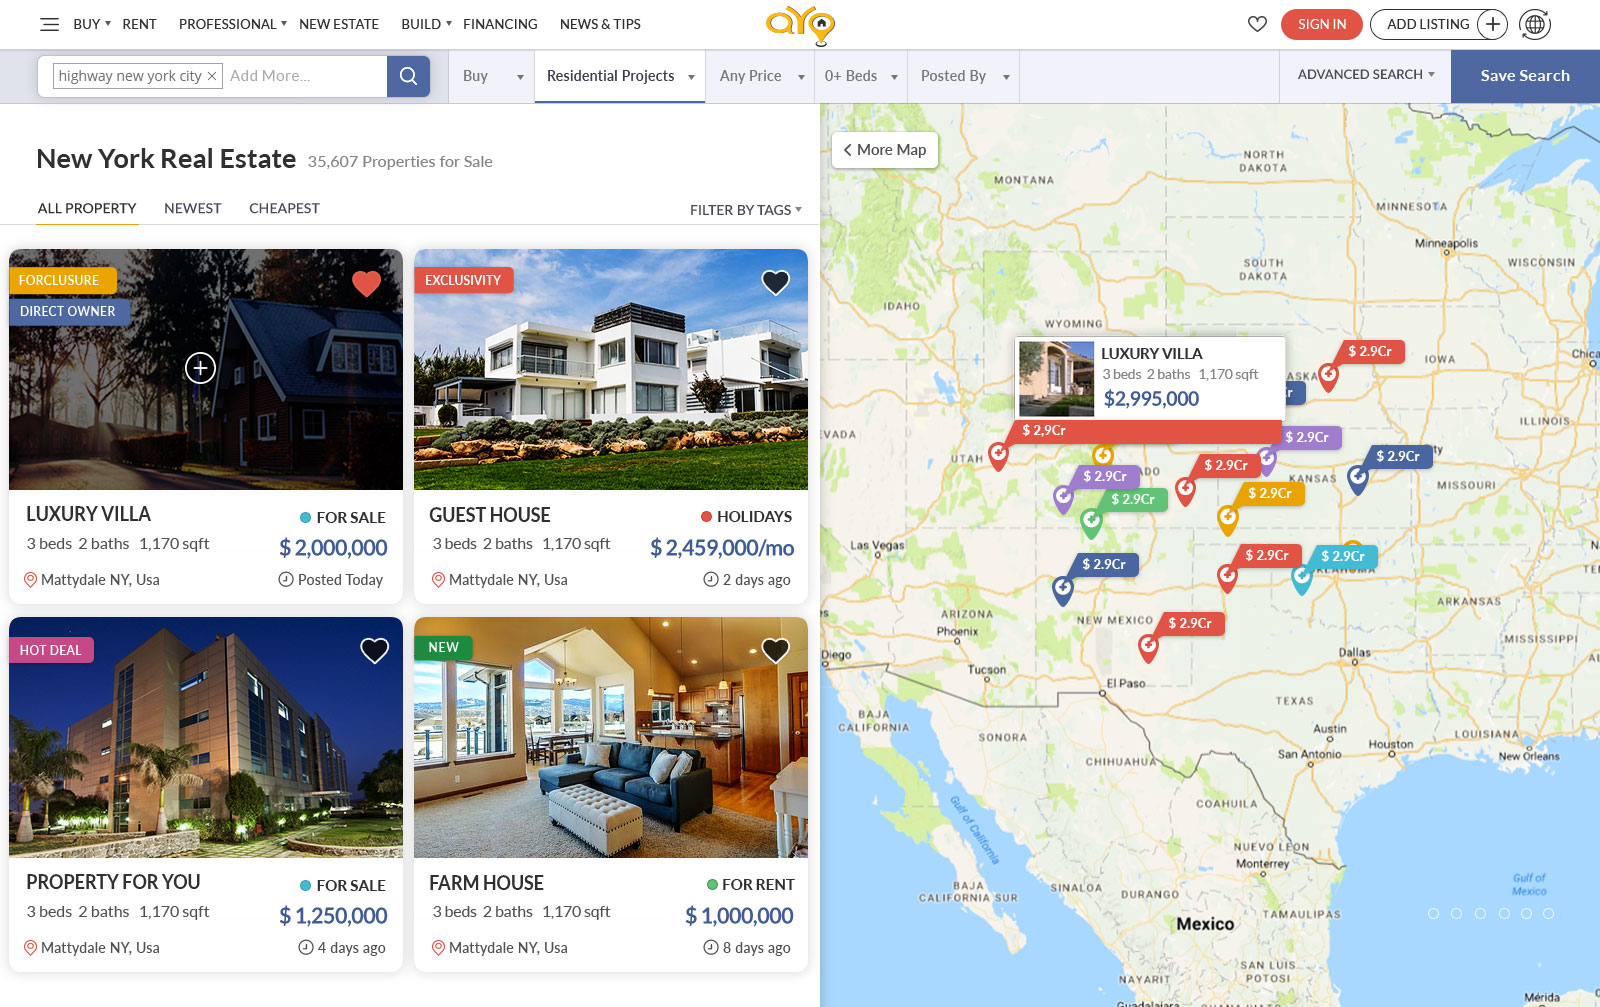 BUY RENT PROFESSIONAL NEW ESTATE BUILD FINANCING NEWS & TIPS
aYo
SIGN IN ADD LISTING
highway new york city Add More...
Buy Residential Projects Any Price 0+ Beds Posted By
ADVANCED SEARCH Save Search
New York Real Estate 35,607 Properties for Sale
ALL PROPERTY NEWEST CHEAPEST FILTER BY TAGS
FORCLUSURE
DIRECT OWNER
LUXURY VILLA FOR SALE
3 beds 2 baths 1,170 sqft $ 2,000,000
Mattydale NY, Usa Posted Today
EXCLUSIVITY
GUEST HOUSE HOLIDAYS
3 beds 2 baths 1,170 sqft $ 2,459,000/mo
Mattydale NY, Usa 2 days ago
HOT DEAL
PROPERTY FOR YOU FOR SALE
3 beds 2 baths 1,170 sqft $ 1,250,000
Mattydale NY, Usa 4 days ago
NEW
FARM HOUSE FOR RENT
3 beds 2 baths 1,170 sqft $ 1,000,000
Mattydale NY, Usa 8 days ago
More Map
NORTH
DAKOTA
MONTANA
MINNESOTA
Minneapolis
SOUTH
DAKOTA
WISCONSIN
IDAHO
WYOMING
LUXURY VILLA
3 beds 2 baths 1,170 sqft
$2,995,000
$ 2,9Cr
$ 2.9Cr
IOWA
Chica
ASKA
r
ILLINOIS
EVADA
UTAH
$ 2.9Cr
$ 2.9Cr
ty
$ 2.9Cr
ADO
$ 2.9Cr
KANSAS
MISSOURI
$ 2.9Cr
$ 2.9Cr
Las Vegas
$ 2.9Cr
$ 2.9Cr
$ 2.9Cr
OKLAHOMA
N
TEN
ARKANSAS
ARIZONA
NEW MEXICO
$ 2.9Cr
Phoenix
MISSISSIPPI
Diego
Tucson
Dallas
AL
El Paso
TEXAS
BAJA
CALIFORNIA
SONORA
Austin
San Antonio
Houston
LOUISIANA
New Orleans
CHIHUAHUA
COAHUILA
Gulf of California
NUEVO LEON
Monterrey
BAJA
CALIFORNIA SUR
SINALOA
DURANGO
TAMAULIPAS
Gulf of
Mexico
Mexico
SAN LUIS
POTOSI
NAYARIT
Guadalajara
GUANAJUATO
Mérida